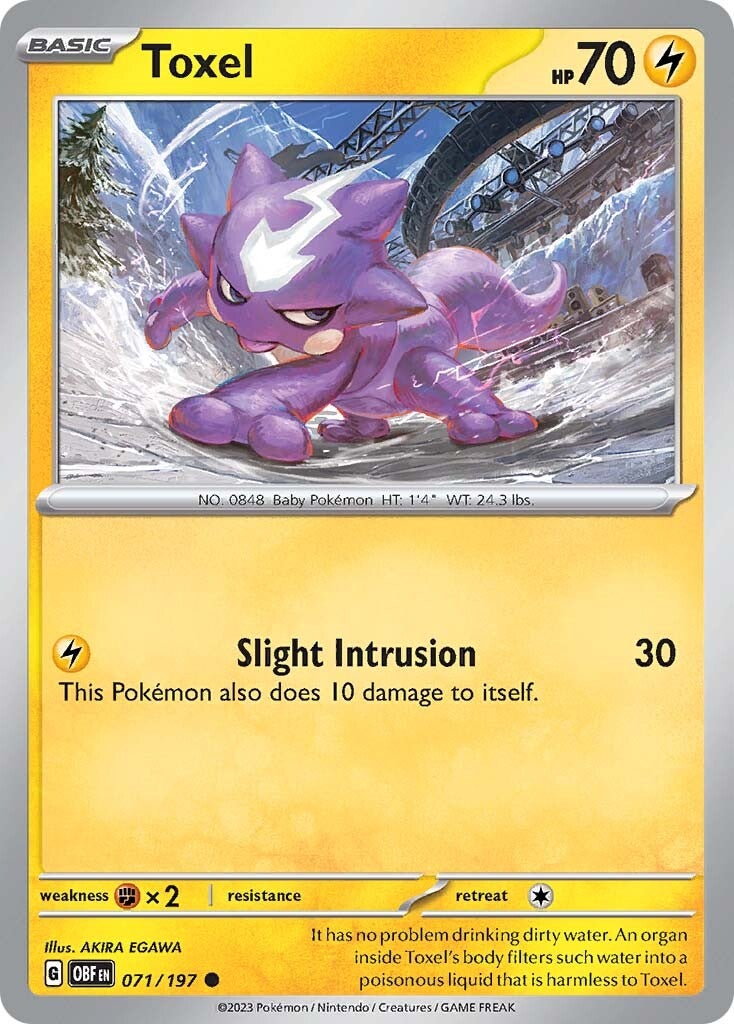 BASIC
Toxel
HP 70
NO. 0848 Baby Pokémon HT: 1'4" WT: 24.3 lbs.
Slight Intrusion 30
This Pokémon also does 10 damage to itself.
weakness ×2 resistance retreat
Illus. AKIRA EGAWA
It has no problem drinking dirty water. An organ
inside Toxel's body filters such water into a
poisonous liquid that is harmless to Toxel.
G OBF EN 071/197
©2023 Pokémon / Nintendo / Creatures / GAME FREAK